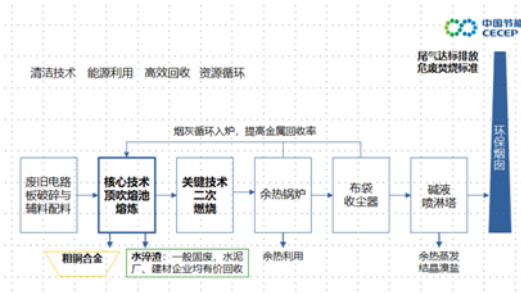 中国节能
CECEP
尾气达标排放
危废焚烧标准
清洁技术 能源利用 高效回收 资源循环
烟灰循环入炉，提高金属回收率
废旧电路
板破碎与
辅料配料
核心技术
顶吹熔池
熔炼
关键技术
二次
燃烧
余热锅炉
布袋
收尘器
碱液
喷淋塔
环保烟囱
粗铜合金
水淬渣：一般固废，水泥
厂、建材企业均有价回收
余热利用
余热蒸发
结晶溴盐